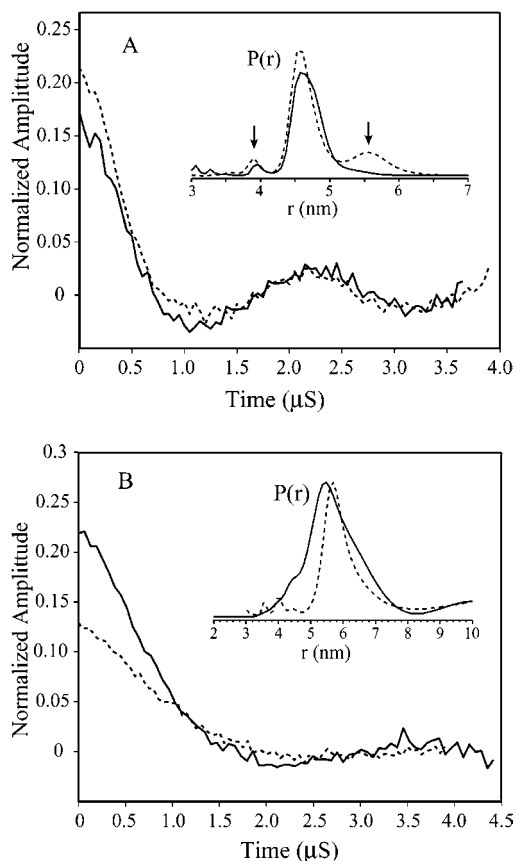 0.25
0.20
0.15
0.10
0.05
0
A
P(r)
3 4 5 6 7
r (nm)
Normalized Amplittude
0 0.5 1.0 1.5 2.0 2.5 3.0 3.5 4.0
Time (μS)
0.3
0.25
0.20
0.15
0.10
0.05
0
B
P(r)
2 3 4 5 6 7 8 9 10
r (nm)
Normalized Amplittude
0 0.5 1.0 1.5 2.0 2.5 3.0 3.5 4.0 4.5
Time (μS)